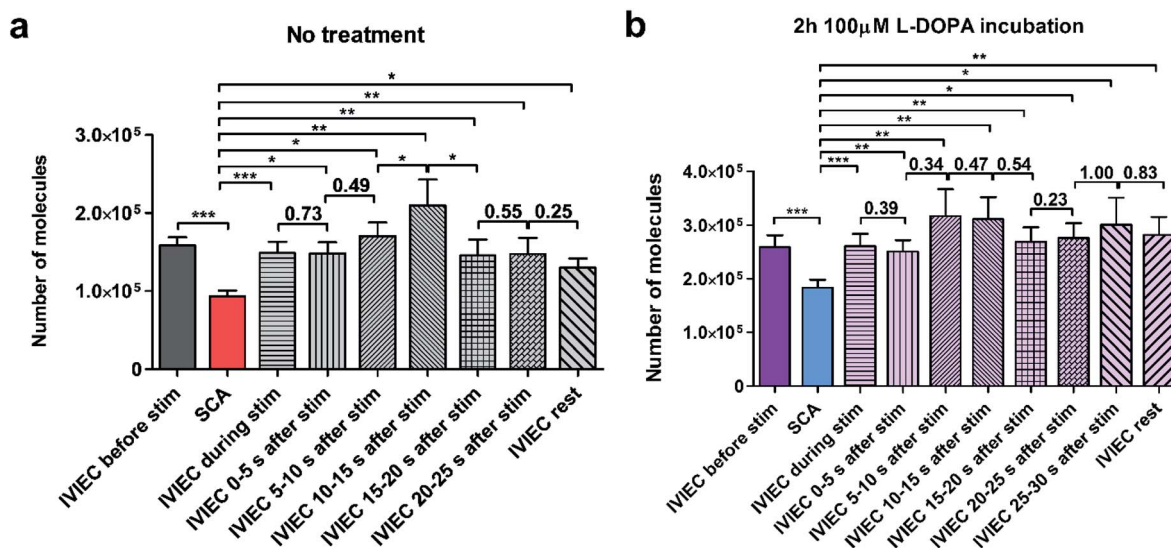 a
No treatment
*
**
**
**
*
*
***
***
0.73
0.49
*
*
0.55
0.25
3.0×10⁵
2.0×10⁵
1.0×10⁵
0
Number of molecules
IVIEC before stim
SCA
IVIEC during stim
IVIEC 0-5 s after stim
IVIEC 5-10 s after stim
IVIEC 10-15 s after stim
IVIEC 15-20 s after stim
IVIEC 20-25 s after stim
IVIEC rest
b
2h 100μM L-DOPA incubation
**
*
*
**
**
**
**
***
***
0.39
0.34
0.47
0.54
0.23
1.00
0.83
4.0×10⁵
3.0×10⁵
2.0×10⁵
1.0×10⁵
0
Number of molecules
IVIEC before stim
SCA
IVIEC during stim
IVIEC 0-5 s after stim
IVIEC 5-10 s after stim
IVIEC 10-15 s after stim
IVIEC 15-20 s after stim
IVIEC 20-25 s after stim
IVIEC 25-30 s after stim
IVIEC rest